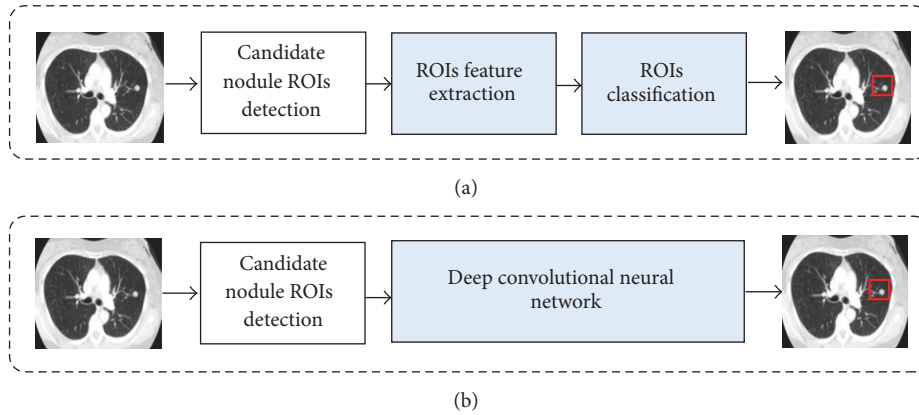 Candidate
nodule ROIs
detection
ROIs feature
extraction
ROIs
classification
(a)
Candidate
nodule ROIs
detection
Deep convolutional neural
network
(b)